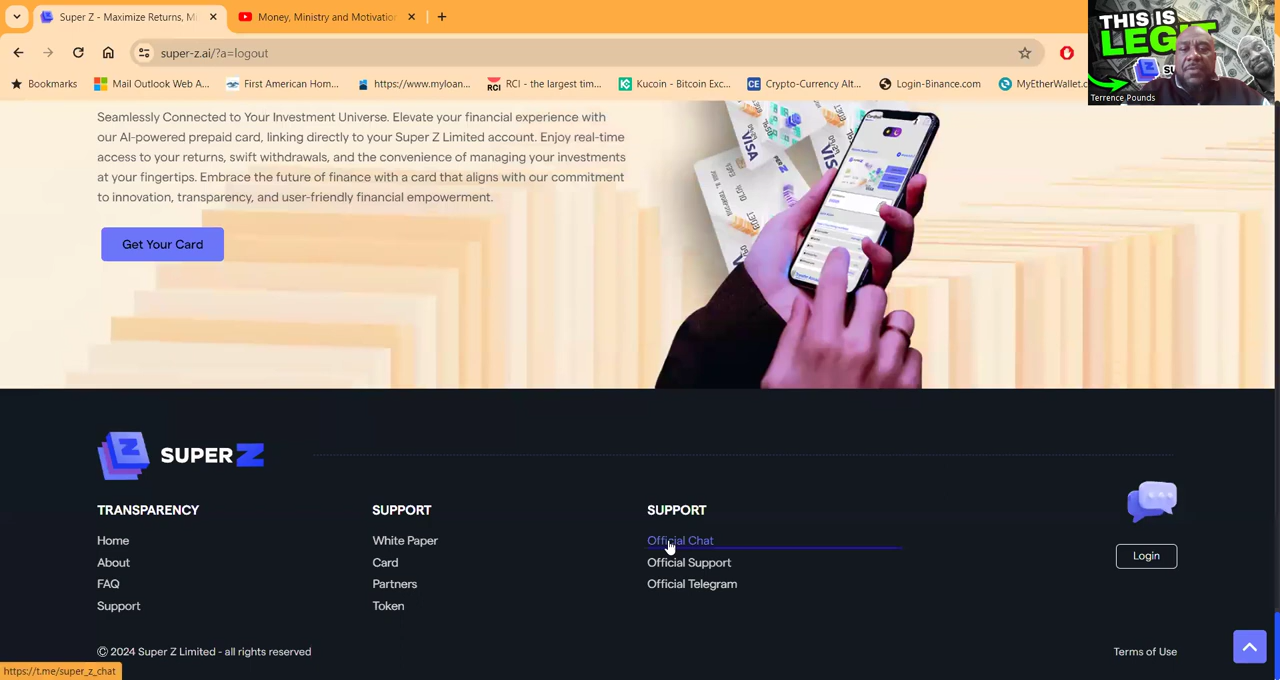 Super Z - Maximize Returns, M
Money, Ministry and Motivation
super-z.ai/?a=logout
Bookmarks
Mail Outlook Web A...
First American Hom...
https://www.myloan...
RCI - the largest tim...
Kucoin - Bitcoin Exc...
Crypto-Currency Alt...
Login-Binance.com
MyEtherWallet.c
THIS IS
LEGIT
Terrence Pounds
Seamlessly Connected to Your Investment Universe. Elevate your financial experience with
our AI-powered prepaid card, linking directly to your Super Z Limited account. Enjoy real-time
access to your returns, swift withdrawals, and the convenience of managing your investments
at your fingertips. Embrace the future of finance with a card that aligns with our commitment
to innovation, transparency, and user-friendly financial empowerment.
Get Your Card
VISA
SUPER Z
TRANSPARENCY
Home
About
FAQ
Support
SUPPORT
White Paper
Card
Partners
Token
SUPPORT
Official Chat
Official Support
Official Telegram
Login
© 2024 Super Z Limited - all rights reserved
Terms of Use
https://t.me/super_z_chat